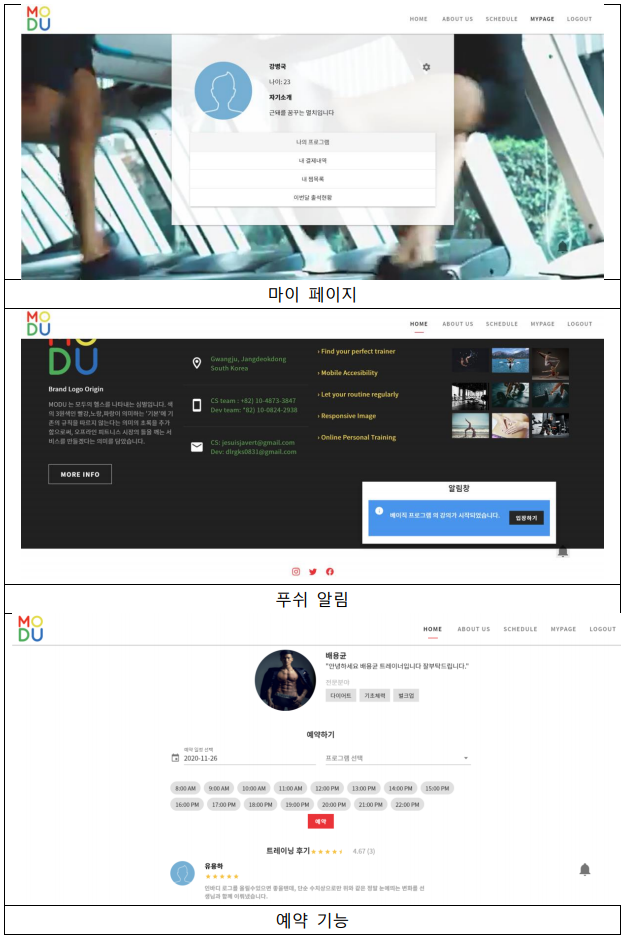 MO
DU
HOME ABOUT US SCHEDULE MYPAGE LOGOUT
강병국
나이: 23
자기소개
근돼를 꿈꾸는 멸치입니다
나의 프로그램
내 결제내역
내 찜목록
이번달 출석현황
마이 페이지
MO
DU
HOME ABOUT US SCHEDULE MYPAGE LOGOUT
MO
DU
Brand Logo Origin
MODU 는 모두의 헬스를 나타내는 심벌입니다. 색
의 3원색인 빨강,노랑,파랑이 의미하는 '기본'에 기
존의 규칙을 따르지 않는다는 의미의 초록을 추가
함으로써, 오프라인 피트니스 시장의 틀을 깨는 서
비스를 만들겠다는 의미를 담았습니다.
MORE INFO
Gwangju, Jangdeokdong
South Korea
CS team : +82) 10-4873-3847
Dev team: "82) 10-0824-2938
CS: jesuisjavert@gmail.com
Dev: dlrgks0831@gmail.com
› Find your perfect trainer
› Mobile Accesibility
› Let your routine regularly
› Responsive Image
› Online Personal Training
알림창
베이직 프로그램 의 강의가 시작되었습니다.
입장하기
푸쉬 알림
MO
DU
HOME ABOUT US SCHEDULE MYPAGE LOGOUT
배용균
"안녕하세요 배용균 트레이너입니다 잘부탁드립니다."
전문분야
다이어트 기초체력 벌크업
예약하기
예약 일정 선택
2020-11-26
프로그램 선택
8:00 AM 9:00 AM 10:00 AM 11:00 AM 12:00 PM 13:00 PM 14:00 PM 15:00 PM
16:00 PM 17:00 PM 18:00 PM 19:00 PM 20:00 PM 21:00 PM 22:00 PM
예약
트레이닝 후기 4.67 (3)
유용하
인바디 로그를 올릴수있으면 좋을텐데, 단순 수치상으로만 위와 같은 정말 눈에띄는 변화를 선
생님과 함께 이뤄냈습니다.
예약 기능